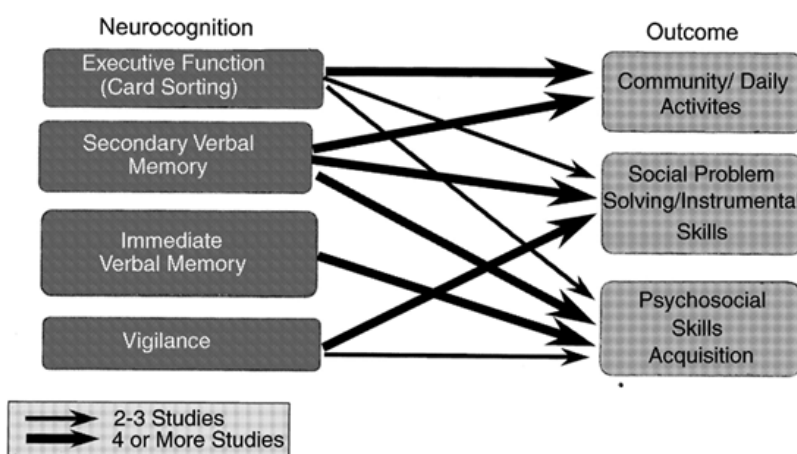 Neurocognition
Executive Function
(Card Sorting)
Secondary Verbal
Memory
Immediate
Verbal Memory
Vigilance
Outcome
Community/ Daily
Activites
Social Problem
Solving/Instrumenta
Skills
Psychosocial
Skills
Acquisition
2-3 Studies
4 or More Studies